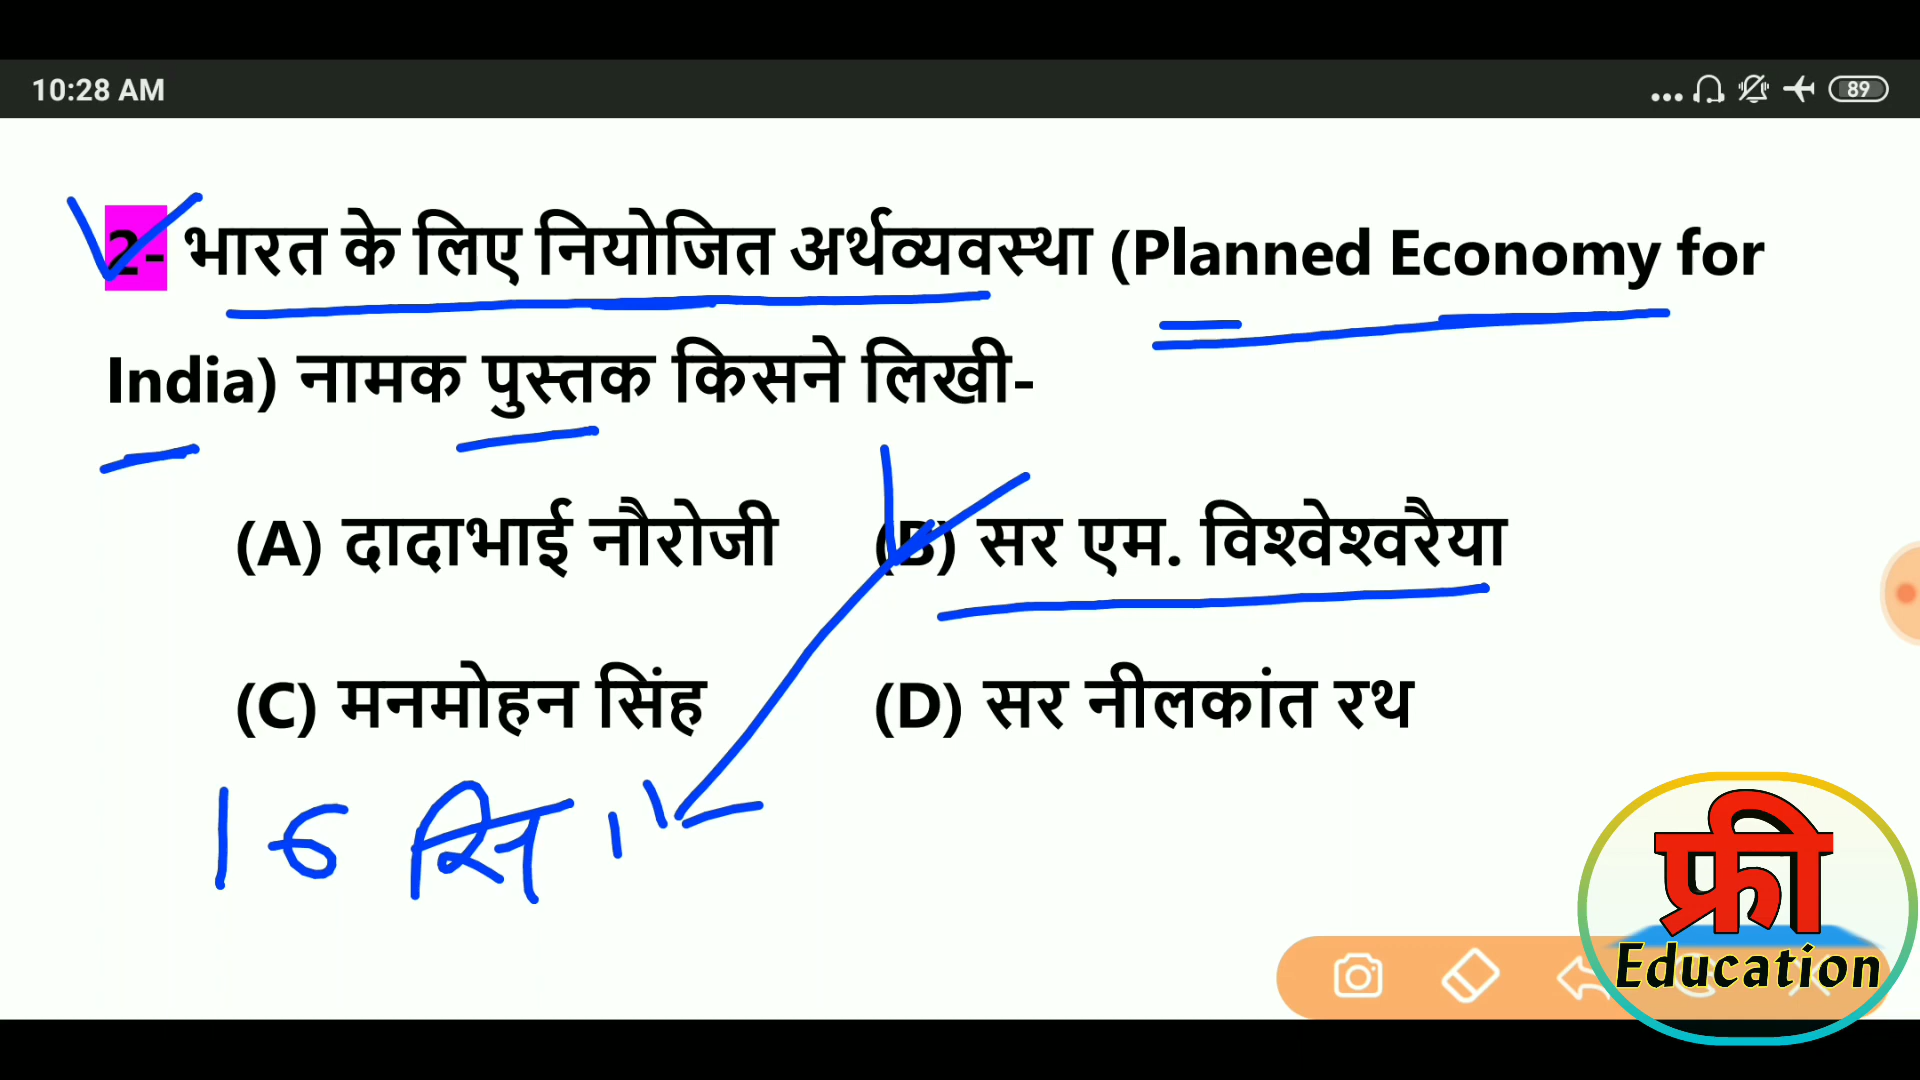 10:28 AM
89
2- भारत के लिए नियोजित अर्थव्यवस्था (Planned Economy for
India) नामक पुस्तक किसने लिखी-
(A) दादाभाई नौरोजी (B) सर एम. विश्वेश्वरैया
(C) मनमोहन सिंह (D) सर नीलकांत रथ
16 सि
फ्री
Education